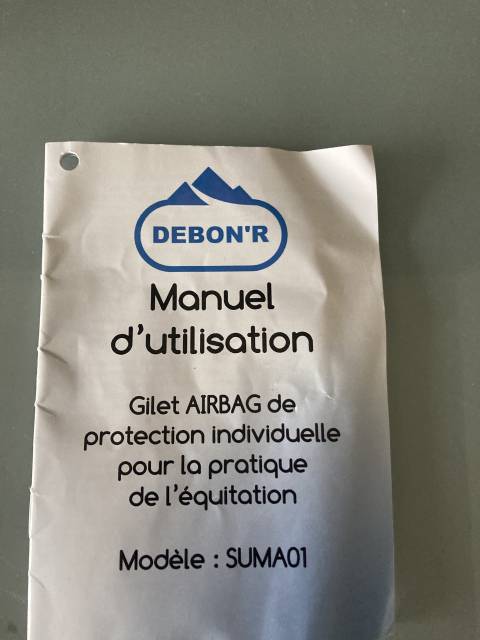 DEBON'R
Manuel
d'utilisation
Gilet AIRBAG de
protection individuelle
pour la pratique
de l'équitation
Modèle : SUMA01